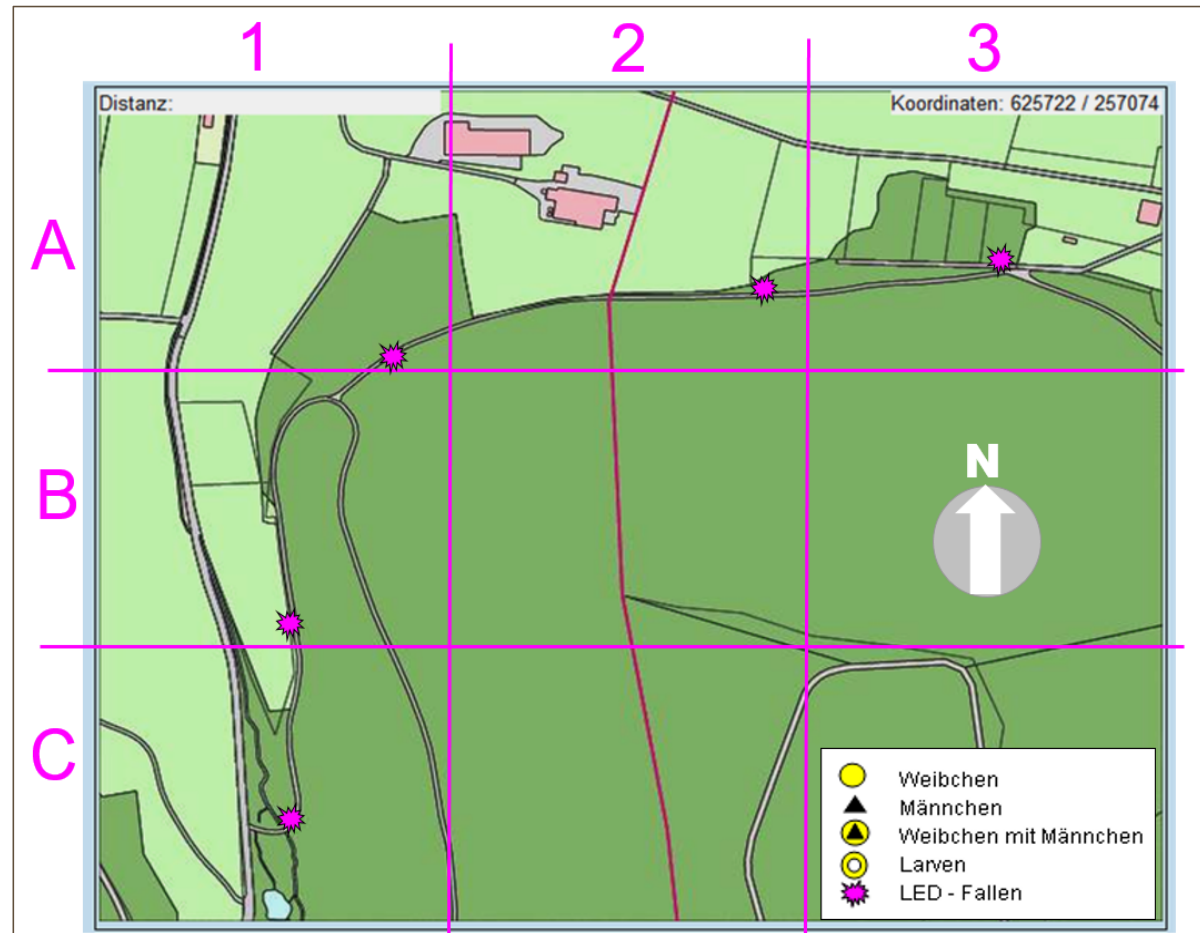 1 2 3
Distanz:
Koordinaten: 625722 / 257074
A
B
N
C
Weibchen
Männchen
Weibchen mit Männchen
Larven
LED - Fallen